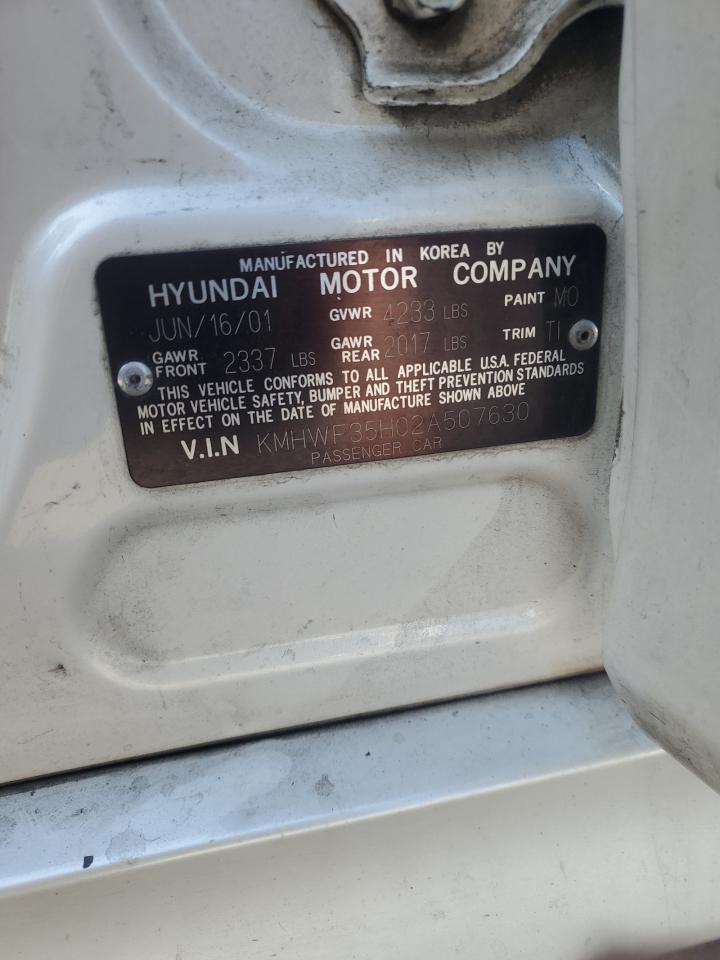 MANUFACTURED IN KOREA BY
HYUNDAI MOTOR COMPANY
JUN/16/01 GVWR 4233 LBS PAINT MO
GAWR FRONT 2337 LBS GAWR REAR 2017 LBS TRIM TI
THIS VEHICLE CONFORMS TO ALL APPLICABLE U.S.A. FEDERAL
MOTOR VEHICLE SAFETY, BUMPER AND THEFT PREVENTION STANDARDS
IN EFFECT ON THE DATE OF MANUFACTURE SHOWN ABOVE
V.I.N KMHWF35H02A507630
PASSENGER CAR